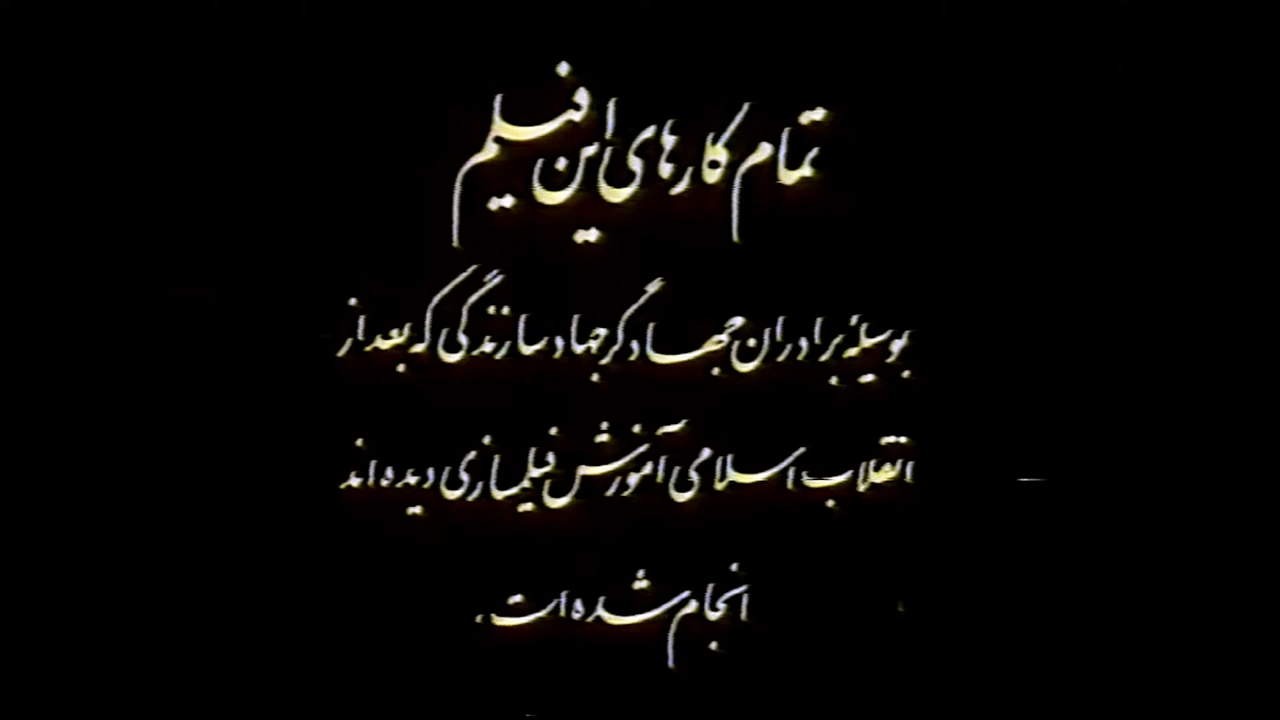 تمام کارهای این فیلم
بوسیلهٔ برادران جهادگر جهاد سازندگی که بعد از
انقلاب اسلامی آموزش فیلمسازی دیده اند
انجام شده است.